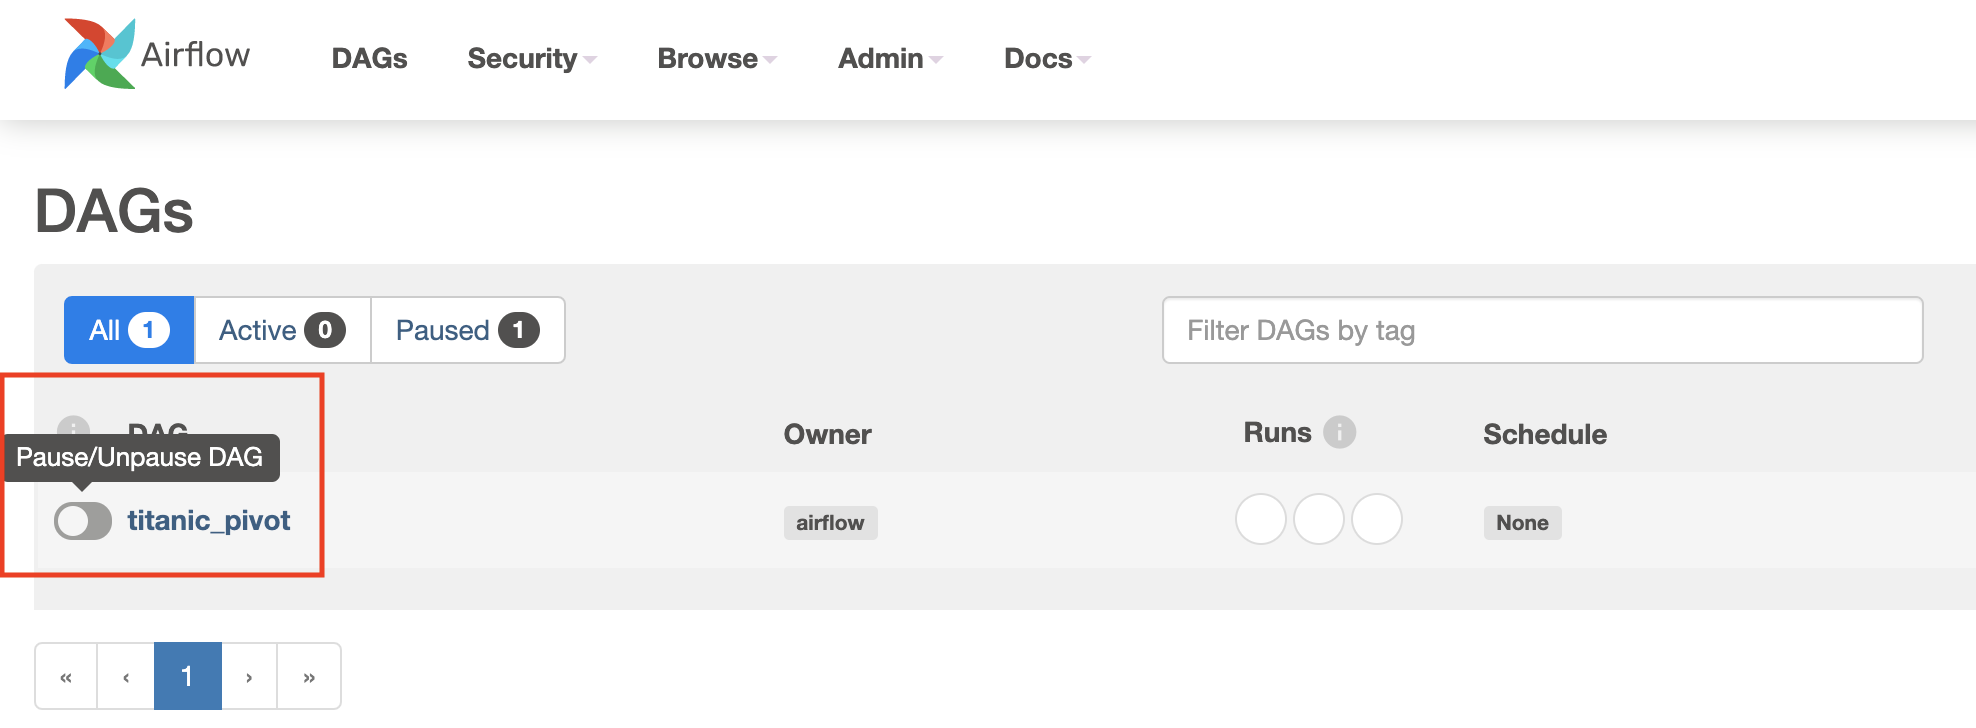 Airflow DAGs Security Browse Admin Docs
DAGs
All 1 Active 0 Paused 1 Filter DAGs by tag
DAG Owner Runs i Schedule
Pause/Unpause DAG
titanic_pivot airflow None
« ‹ 1 › »